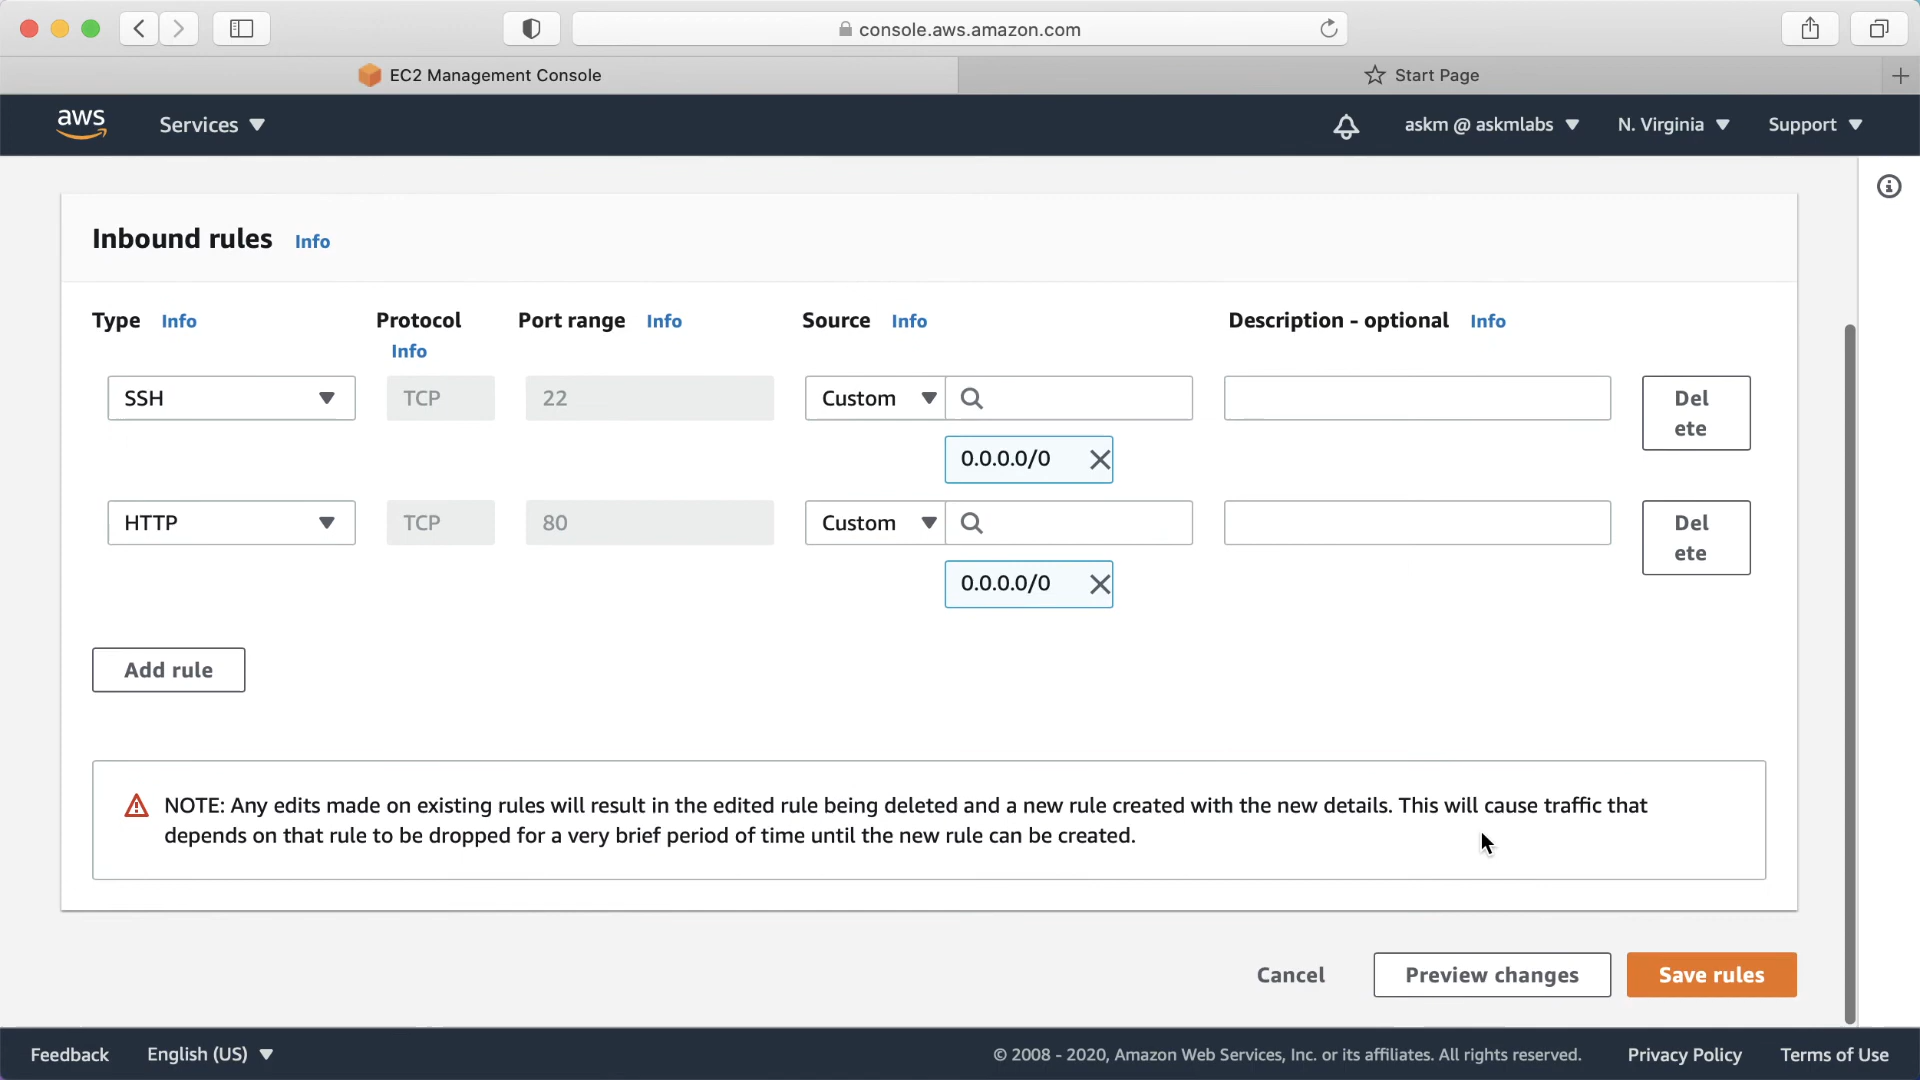 console.aws.amazon.com
EC2 Management Console
Start Page
aws
Services
askm @ askmlabs
N. Virginia
Support
Inbound rules Info
Type Info
Protocol
Info
Port range Info
Source Info
Description - optional Info
SSH
TCP
22
Custom
Del
ete
0.0.0.0/0
HTTP
TCP
80
Custom
Del
ete
0.0.0.0/0
Add rule
NOTE: Any edits made on existing rules will result in the edited rule being deleted and a new rule created with the new details. This will cause traffic that
depends on that rule to be dropped for a very brief period of time until the new rule can be created.
Cancel
Preview changes
Save rules
Feedback
English (US)
© 2008 - 2020, Amazon Web Services, Inc. or its affiliates. All rights reserved.
Privacy Policy
Terms of Use